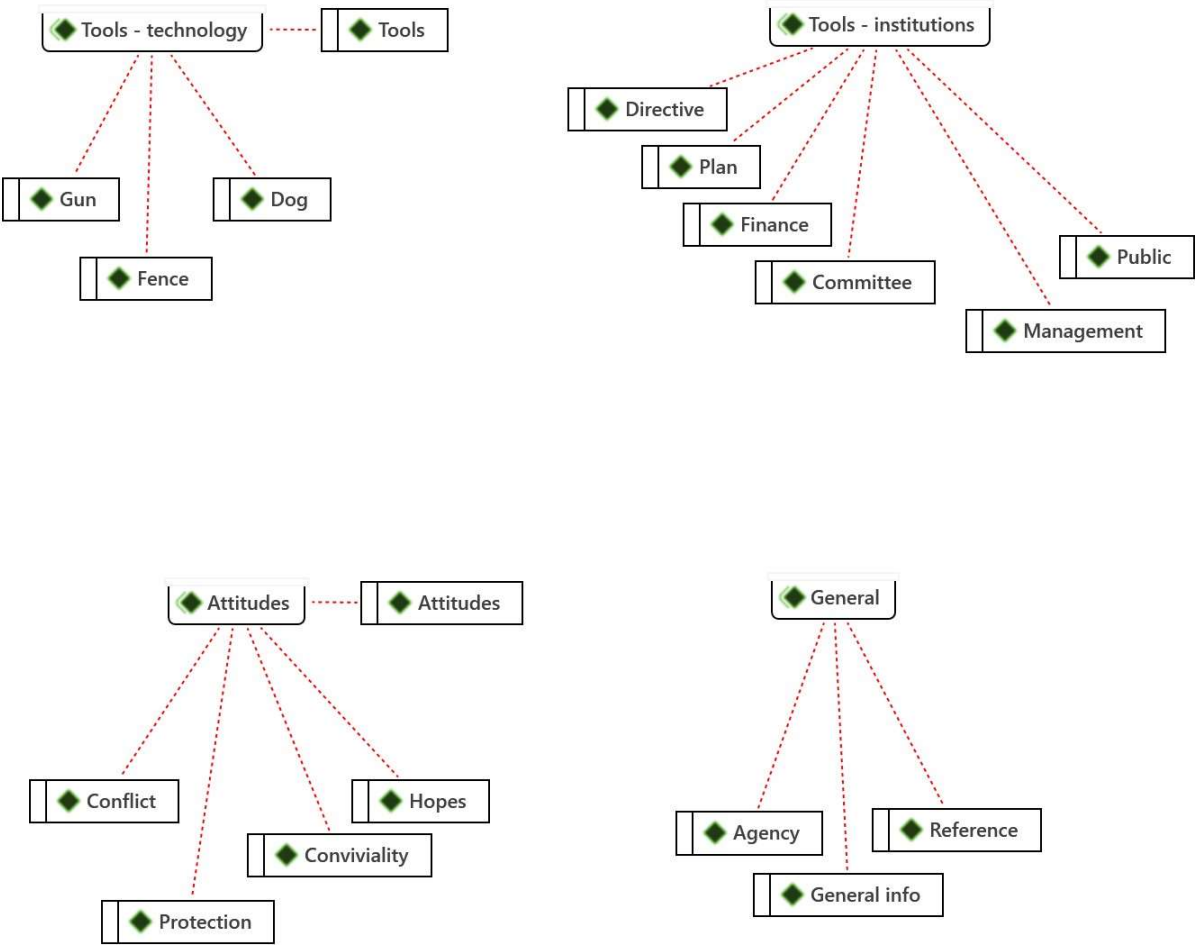 Tools - technology
Tools
Gun
Dog
Fence
Tools - institutions
Directive
Plan
Finance
Committee
Public
Management
Attitudes
Attitudes
Conflict
Hopes
Conviviality
Protection
General
Agency
Reference
General info